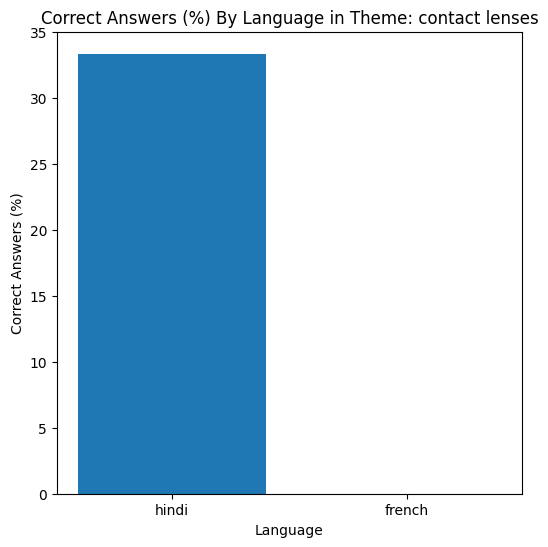 Correct Answers (%) By Language in Theme: contact lenses
35
30
25
20
15
10
5
0
Correct Answers (%)
hindi french
Language